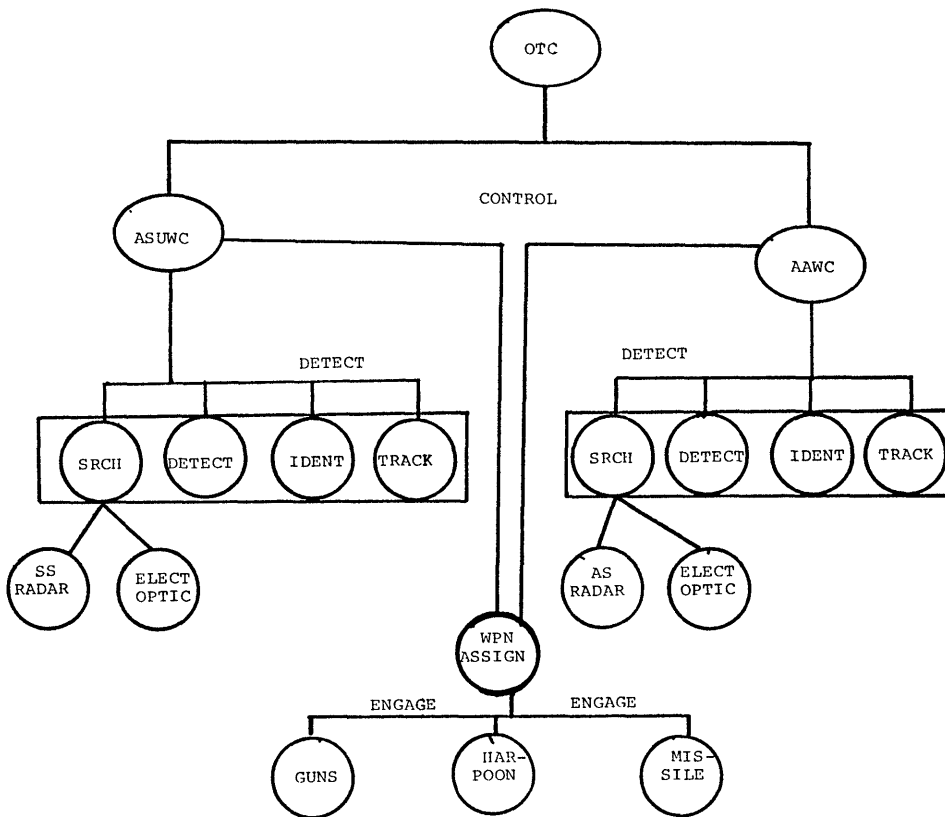 OTC
CONTROL
ASUWC
AAWC
DETECT
DETECT
SRCH
DETECT
IDENT
TRACK
SRCH
DETECT
IDENT
TRACK
SS
RADAR
ELECT
OPTIC
AS
RADAR
ELECT
OPTIC
WPN
ASSIGN
ENGAGE
ENGAGE
GUNS
HAR-
POON
MIS-
SILE